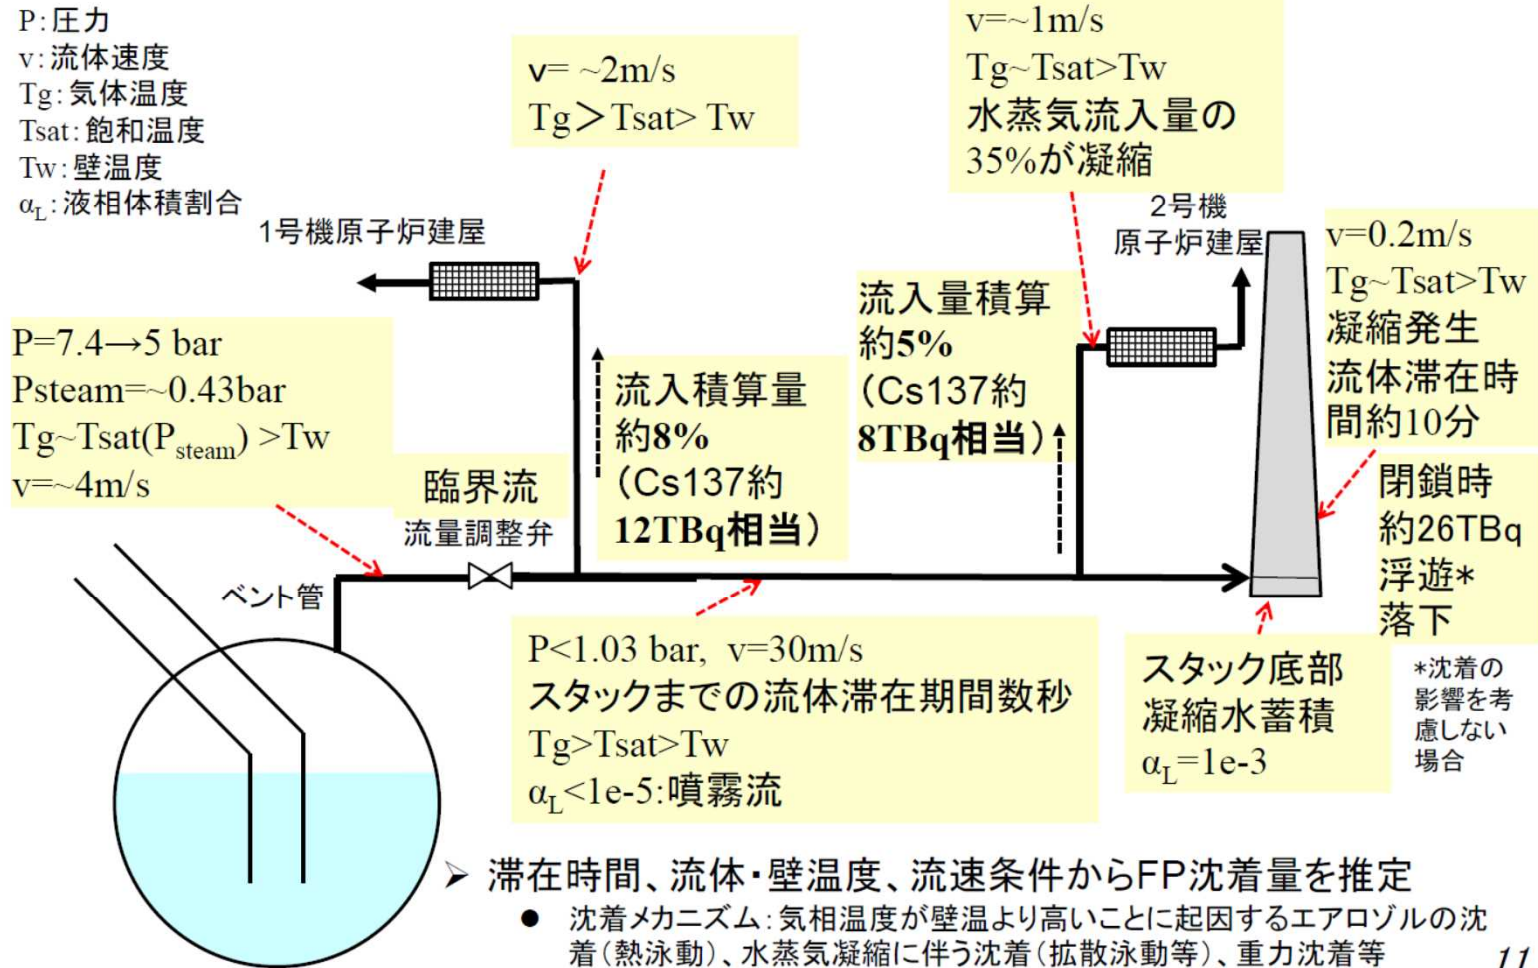 P:圧力
v:流体速度
Tg:気体温度
Tsat:飽和温度
Tw:壁温度
αL:液相体積割合
v= ~2m/s
Tg＞Tsat> Tw
v=~1m/s
Tg~Tsat>Tw
水蒸気流入量の
35%が凝縮
1号機原子炉建屋
2号機
原子炉建屋
v=0.2m/s
Tg~Tsat>Tw
凝縮発生
流体滞在時
間約10分
P=7.4→5 bar
Psteam=~0.43bar
Tg~Tsat(Psteam) >Tw
v=~4m/s
流入積算量
約8%
(Cs137約
12TBq相当)
流入量積算
約5%
(Cs137約
8TBq相当)
臨界流
流量調整弁
ベント管
閉鎖時
約26TBq
浮遊*
落下
P<1.03 bar, v=30m/s
スタックまでの流体滞在期間数秒
Tg>Tsat>Tw
αL<1e-5:噴霧流
スタック底部
凝縮水蓄積
αL=1e-3
*沈着の
影響を考
慮しない
場合
➢ 滞在時間、流体・壁温度、流速条件からFP沈着量を推定
● 沈着メカニズム:気相温度が壁温より高いことに起因するエアロゾルの沈
着(熱泳動)、水蒸気凝縮に伴う沈着(拡散泳動等)、重力沈着等
11